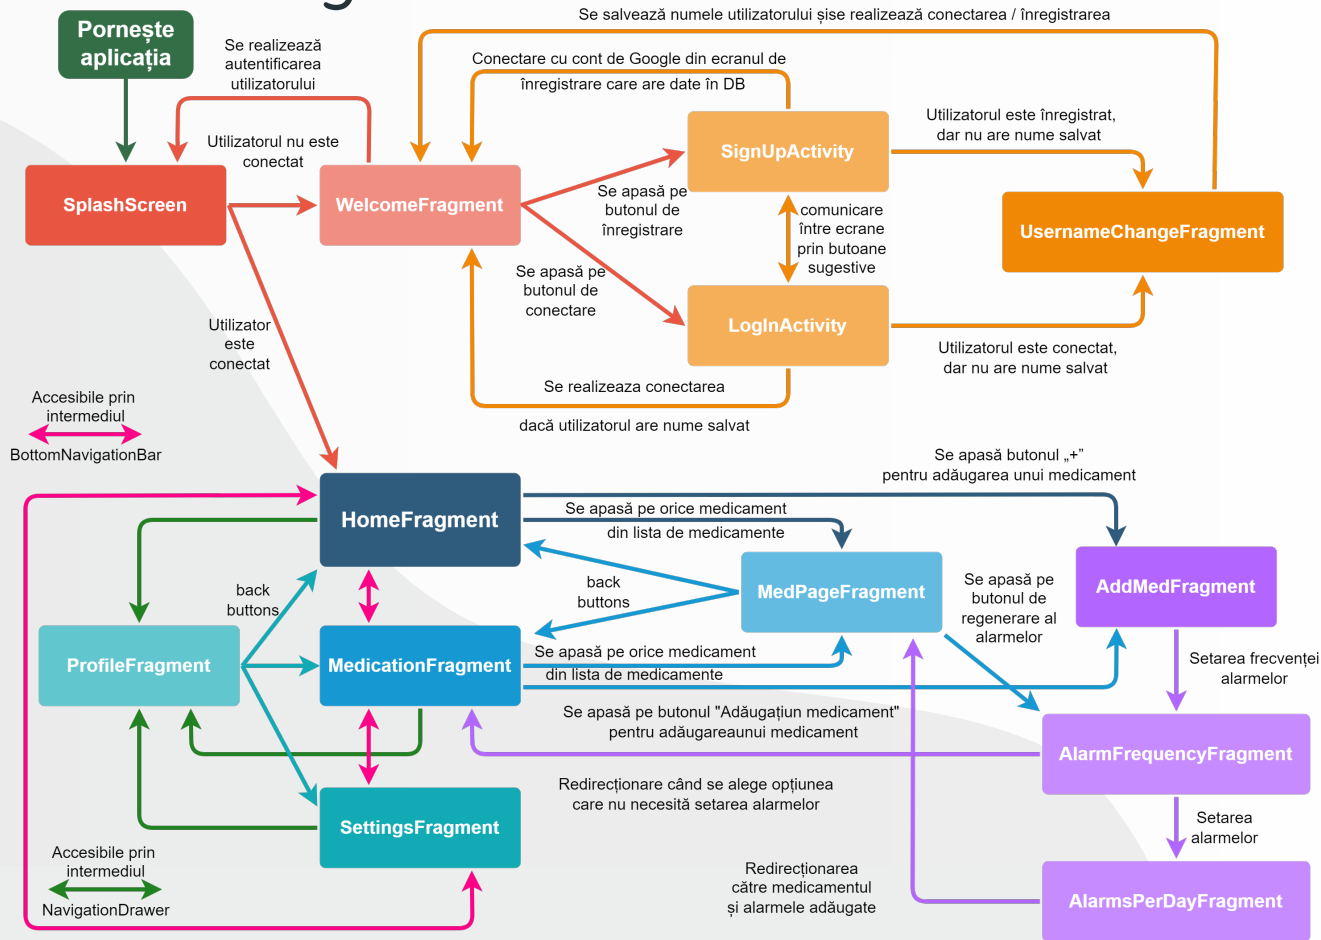 Pornește
aplicația
Se realizează
autentificarea
utilizatorului
Se salvează numele utilizatorului șise realizează conectarea / înregistrarea
Conectare cu cont de Google din ecranul de
înregistrare care are date în DB
Utilizatorul nu este
conectat
Utilizatorul este înregistrat,
dar nu are nume salvat
SplashScreen
WelcomeFragment
SignUpActivity
Se apasă pe
butonul de
înregistrare
comunicare
între ecrane
prin butoane
sugestive
UsernameChangeFragment
Se apasă pe
butonul de
conectare
LogInActivity
Utilizator
este
conectat
Utilizatorul este conectat,
dar nu are nume salvat
Se realizeaza conectarea
dacă utilizatorul are nume salvat
Accesibile prin
intermediul
BottomNavigationBar
Se apasă butonul „+”
pentru adăugarea unui medicament
HomeFragment
Se apasă pe orice medicament
din lista de medicamente
back
buttons
back
buttons
MedPageFragment
Se apasă pe
butonul de
regenerare al
alarmelor
AddMedFragment
ProfileFragment
MedicationFragment
Se apasă pe orice medicament
din lista de medicamente
Setarea frecvenței
alarmelor
Se apasă pe butonul "Adăugațiun medicament"
pentru adăugareaunui medicament
AlarmFrequencyFragment
Redirecționare când se alege opțiunea
care nu necesită setarea alarmelor
SettingsFragment
Setarea
alarmelor
Accesibile prin
intermediul
NavigationDrawer
Redirecționarea
către medicamentul
și alarmele adăugate
AlarmsPerDayFragment